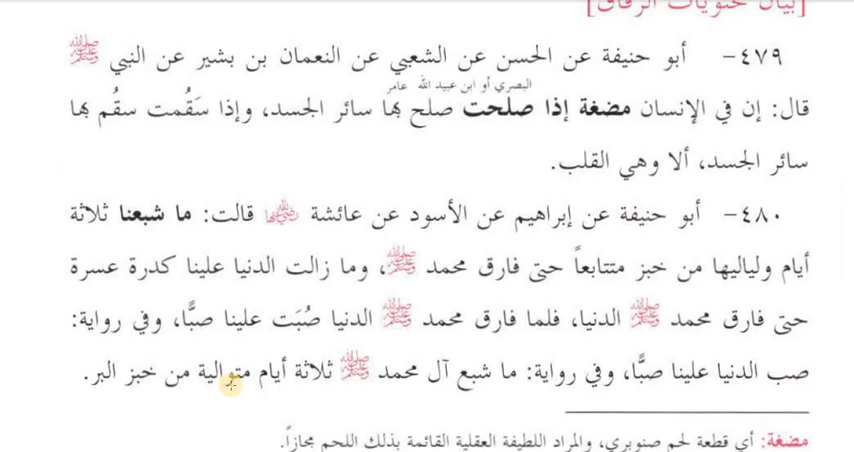 [بيان محتويات الرقاق]
٤٧٩- أبو حنيفة عن الحسن عن الشعبي عن النعمان بن بشير عن النبي ﷺ
البصري أو ابن عبيد الله عامر
قال: إن في الإنسان مضغة إذا صلحت صلح بها سائر الجسد، وإذا سَقُمت سقُم بها
سائر الجسد، ألا وهي القلب.
٤٨٠- أبو حنيفة عن إبراهيم عن الأسود عن عائشة رضي الله عنها قالت: ما شبعنا ثلاثة
أيام ولياليها من خبز متتابعاً حتى فارق محمد ﷺ، وما زالت الدنيا علينا كدرة عسرة
حتى فارق محمد ﷺ الدنيا، فلما فارق محمد ﷺ الدنيا صُبَت علينا صبًّا، وفي رواية:
صب الدنيا علينا صبًّا، وفي رواية: ما شبع آل محمد ﷺ ثلاثة أيام متوالية من خبز البر.
مضغة: أي قطعة لحم صنوبري، والمراد اللطيفة العقلية القائمة بذلك اللحم مجازاً.